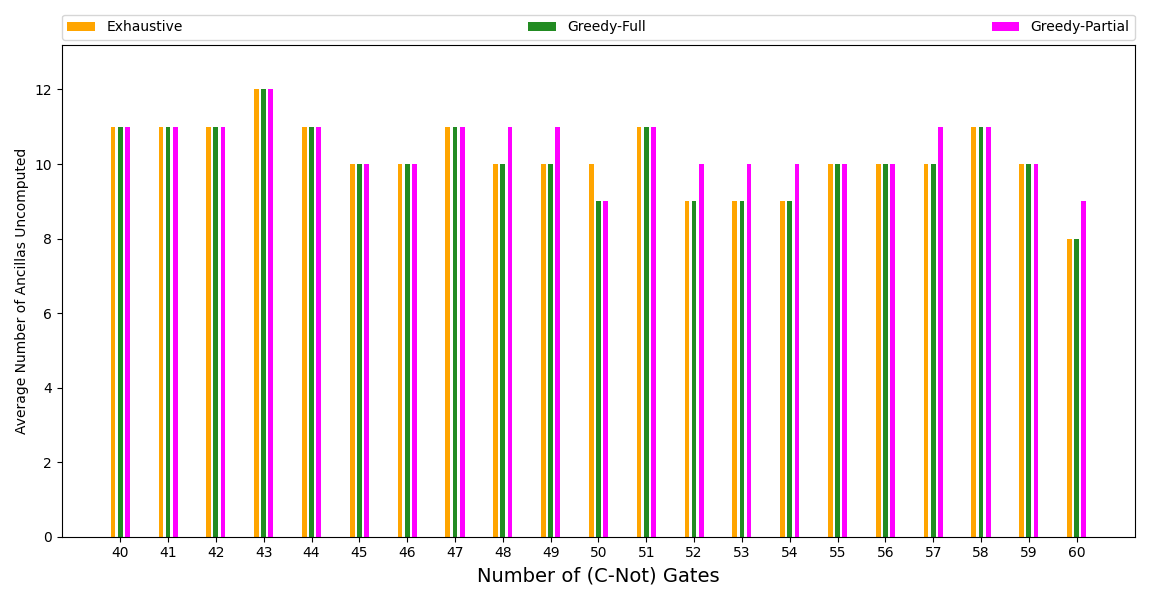 Exhaustive Greedy-Full Greedy-Partial
Average Number of Ancillas Uncomputed
12
10
8
6
4
2
0
40 41 42 43 44 45 46 47 48 49 50 51 52 53 54 55 56 57 58 59 60
Number of (C-Not) Gates